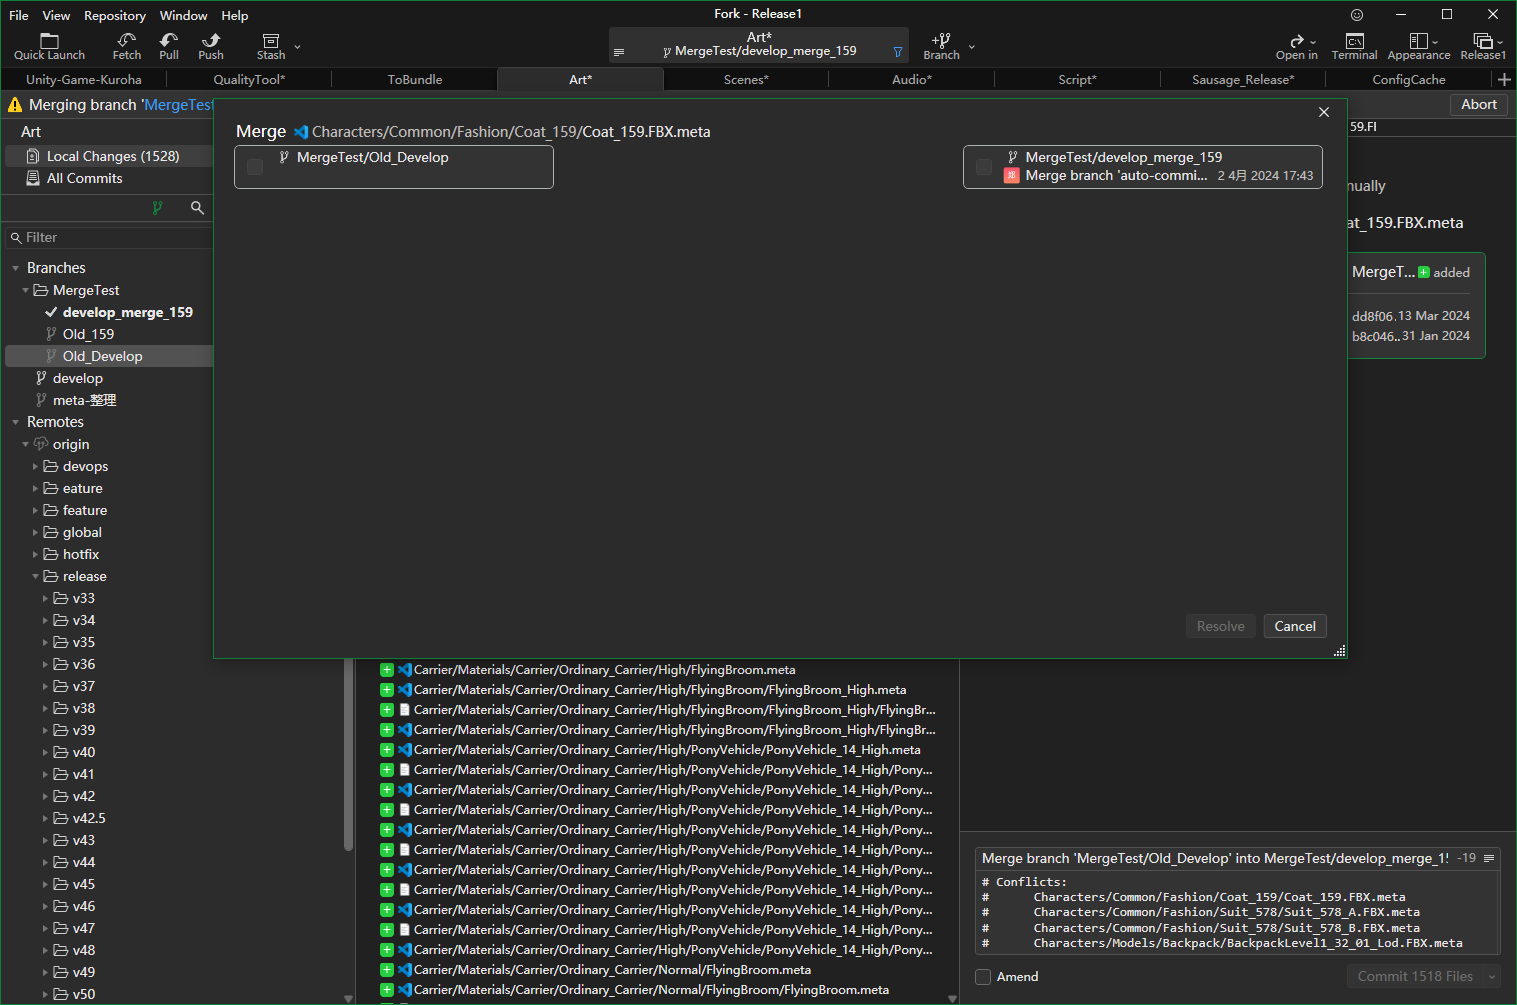 File View Repository Window Help
Fork - Release1
Quick Launch Fetch Pull Push Stash
Art*
MergeTest/develop_merge_159
Branch
Open in Terminal Appearance Release1
Unity-Game-Kuroha QualityTool* ToBundle Art* Scenes* Audio* Script* Sausage_Release* ConfigCache
Merging branch 'MergeTest
Abort
Art
59.FI
Local Changes (1528)
All Commits
Filter
Branches
MergeTest
develop_merge_159
Old_159
Old_Develop
develop
meta-整理
Remotes
origin
devops
eature
feature
global
hotfix
release
v33
v34
v35
v36
v37
v38
v39
v40
v41
v42
v42.5
v43
v44
v45
v46
v47
v48
v49
v50
Merge Characters/Common/Fashion/Coat_159/Coat_159.FBX.meta
MergeTest/Old_Develop
MergeTest/develop_merge_159
Merge branch 'auto-commi... 2 4月 2024 17:43
Resolve Cancel
nually
at_159.FBX.meta
MergeT... added
dd8f06. 13 Mar 2024
b8c046.. 31 Jan 2024
Carrier/Materials/Carrier/Ordinary_Carrier/High/FlyingBroom.meta
Carrier/Materials/Carrier/Ordinary_Carrier/High/FlyingBroom/FlyingBroom_High.meta
Carrier/Materials/Carrier/Ordinary_Carrier/High/FlyingBroom/FlyingBroom_High/FlyingBr...
Carrier/Materials/Carrier/Ordinary_Carrier/High/FlyingBroom/FlyingBroom_High/FlyingBr...
Carrier/Materials/Carrier/Ordinary_Carrier/High/PonyVehicle/PonyVehicle_14_High.meta
Carrier/Materials/Carrier/Ordinary_Carrier/High/PonyVehicle/PonyVehicle_14_High/Pony...
Carrier/Materials/Carrier/Ordinary_Carrier/High/PonyVehicle/PonyVehicle_14_High/Pony...
Carrier/Materials/Carrier/Ordinary_Carrier/High/PonyVehicle/PonyVehicle_14_High/Pony...
Carrier/Materials/Carrier/Ordinary_Carrier/High/PonyVehicle/PonyVehicle_14_High/Pony...
Carrier/Materials/Carrier/Ordinary_Carrier/High/PonyVehicle/PonyVehicle_14_High/Pony...
Carrier/Materials/Carrier/Ordinary_Carrier/High/PonyVehicle/PonyVehicle_14_High/Pony...
Carrier/Materials/Carrier/Ordinary_Carrier/High/PonyVehicle/PonyVehicle_14_High/Pony...
Carrier/Materials/Carrier/Ordinary_Carrier/High/PonyVehicle/PonyVehicle_14_High/Pony...
Carrier/Materials/Carrier/Ordinary_Carrier/High/PonyVehicle/PonyVehicle_14_High/Pony...
Carrier/Materials/Carrier/Ordinary_Carrier/High/PonyVehicle/PonyVehicle_14_High/Pony...
Carrier/Materials/Carrier/Ordinary_Carrier/Normal/FlyingBroom.meta
Carrier/Materials/Carrier/Ordinary_Carrier/Normal/FlyingBroom/FlyingBroom.meta
Merge branch 'MergeTest/Old_Develop' into MergeTest/develop_merge_1! -19
# Conflicts:
# Characters/Common/Fashion/Coat_159/Coat_159.FBX.meta
# Characters/Common/Fashion/Suit_578/Suit_578_A.FBX.meta
# Characters/Common/Fashion/Suit_578/Suit_578_B.FBX.meta
# Characters/Models/Backpack/BackpackLevel1_32_01_Lod.FBX.meta
Amend
Commit 1518 Files